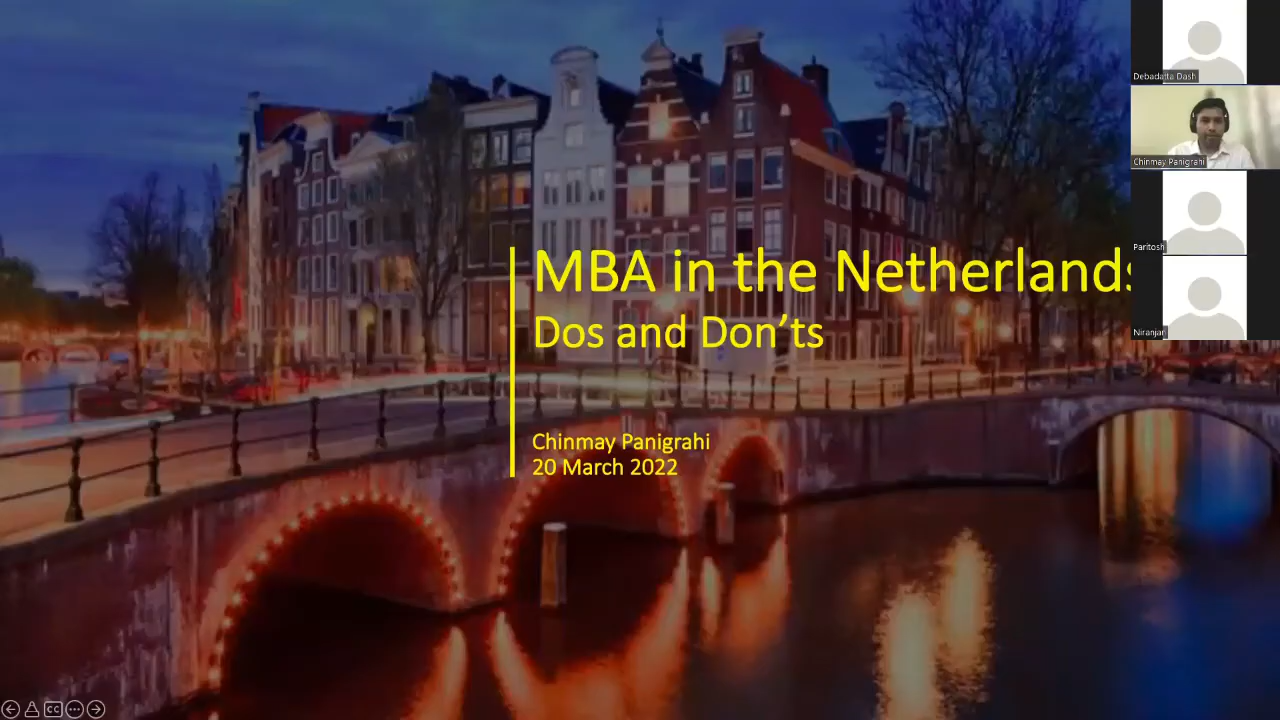 Debadatta Dash
Chinmay Panigrahi
Paritosh
MBA in the Netherlands
Dos and Don’ts
Niranjan
Chinmay Panigrahi
20 March 2022
CC